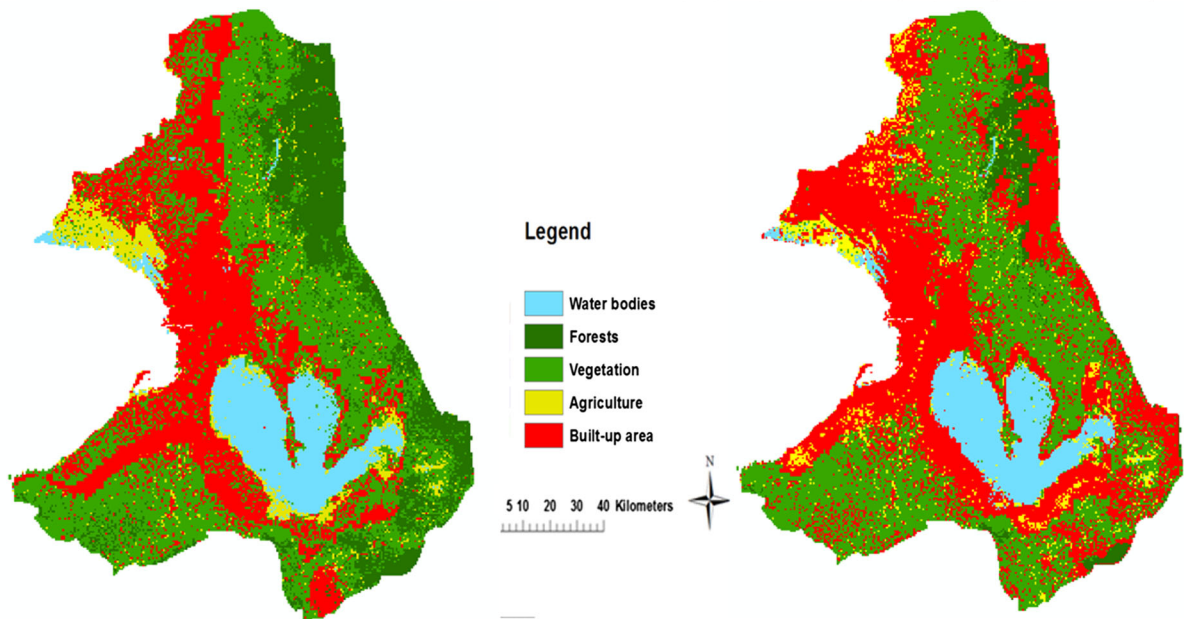 Legend
Water bodies
Forests
Vegetation
Agriculture
Built-up area
5 10 20 30 40 Kilometers
N